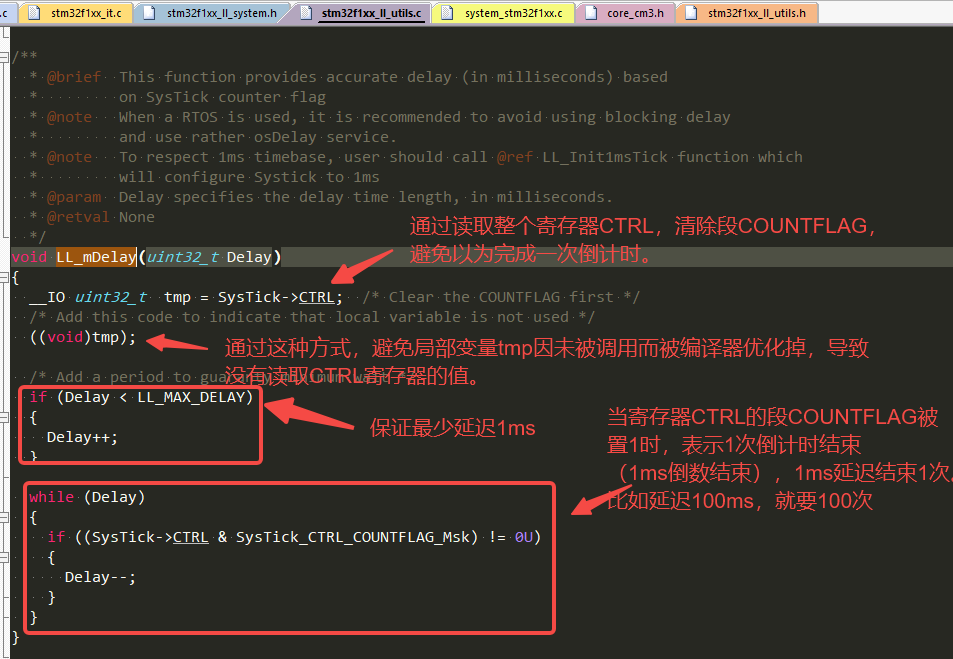 .c stm32f1xx_it.c stm32f1xx_ll_system.h stm32f1xx_ll_utils.c system_stm32f1xx.c core_cm3.h stm32f1xx_ll_utils.h
/**
* @brief This function provides accurate delay (in milliseconds) based
* on SysTick counter flag
* @note When a RTOS is used, it is recommended to avoid using blocking delay
* and use rather osDelay service.
* @note To respect 1ms timebase, user should call @ref LL_Init1msTick function which
* will configure Systick to 1ms
* @param Delay specifies the delay time length, in milliseconds.
* @retval None
*/
通过读取整个寄存器CTRL，清除段COUNTFLAG，
避免以为完成一次倒计时。
void LL_mDelay(uint32_t Delay)
{
__IO uint32_t tmp = SysTick->CTRL; /* Clear the COUNTFLAG first */
/* Add this code to indicate that local variable is not used */
((void)tmp);
通过这种方式，避免局部变量tmp因未被调用而被编译器优化掉，导致
没有读取CTRL寄存器的值。
/* Add a period to
if (Delay < LL_MAX_DELAY)
{
Delay++;
}
保证最少延迟1ms
当寄存器CTRL的段COUNTFLAG被
置1时，表示1次倒计时结束
（1ms倒数结束），1ms延迟结束1次。
比如延迟100ms，就要100次
while (Delay)
{
if ((SysTick->CTRL & SysTick_CTRL_COUNTFLAG_Msk) != 0U)
{
Delay--;
}
}
}